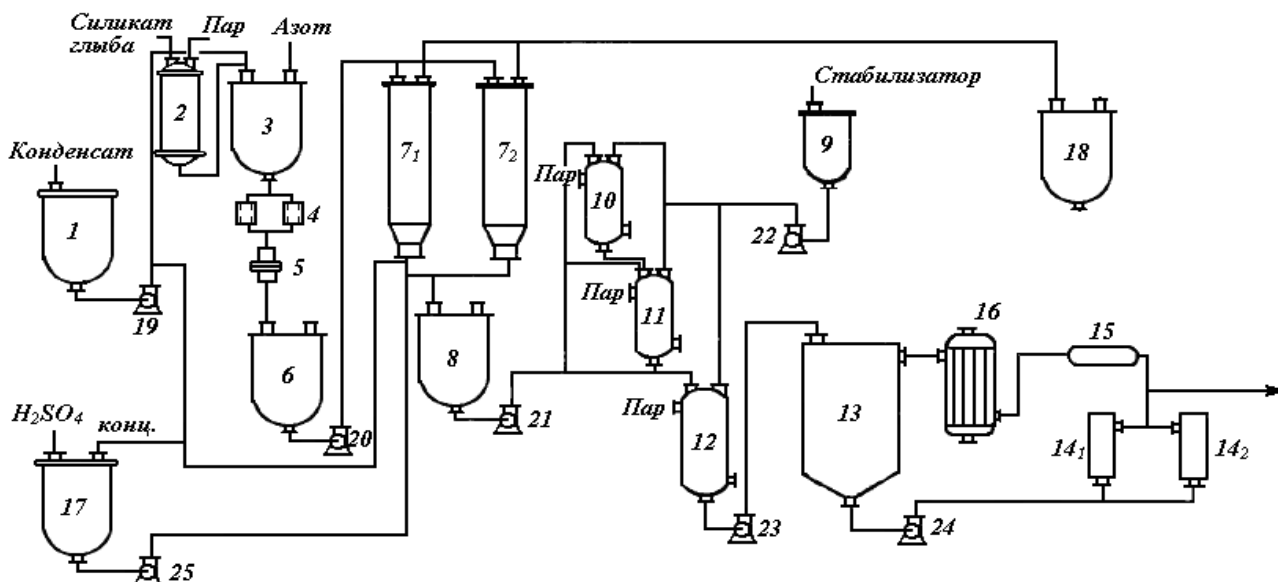 Силикат
глыба
Пар
Азот
Стабилизатор
Конденсат
1
2
3
4
5
6
7₁
7₂
8
9
18
Пар
10
22
Пар
11
19
16
15
H₂SO₄
конц.
20
21
Пар
12
13
14₁
14₂
17
25
23
24